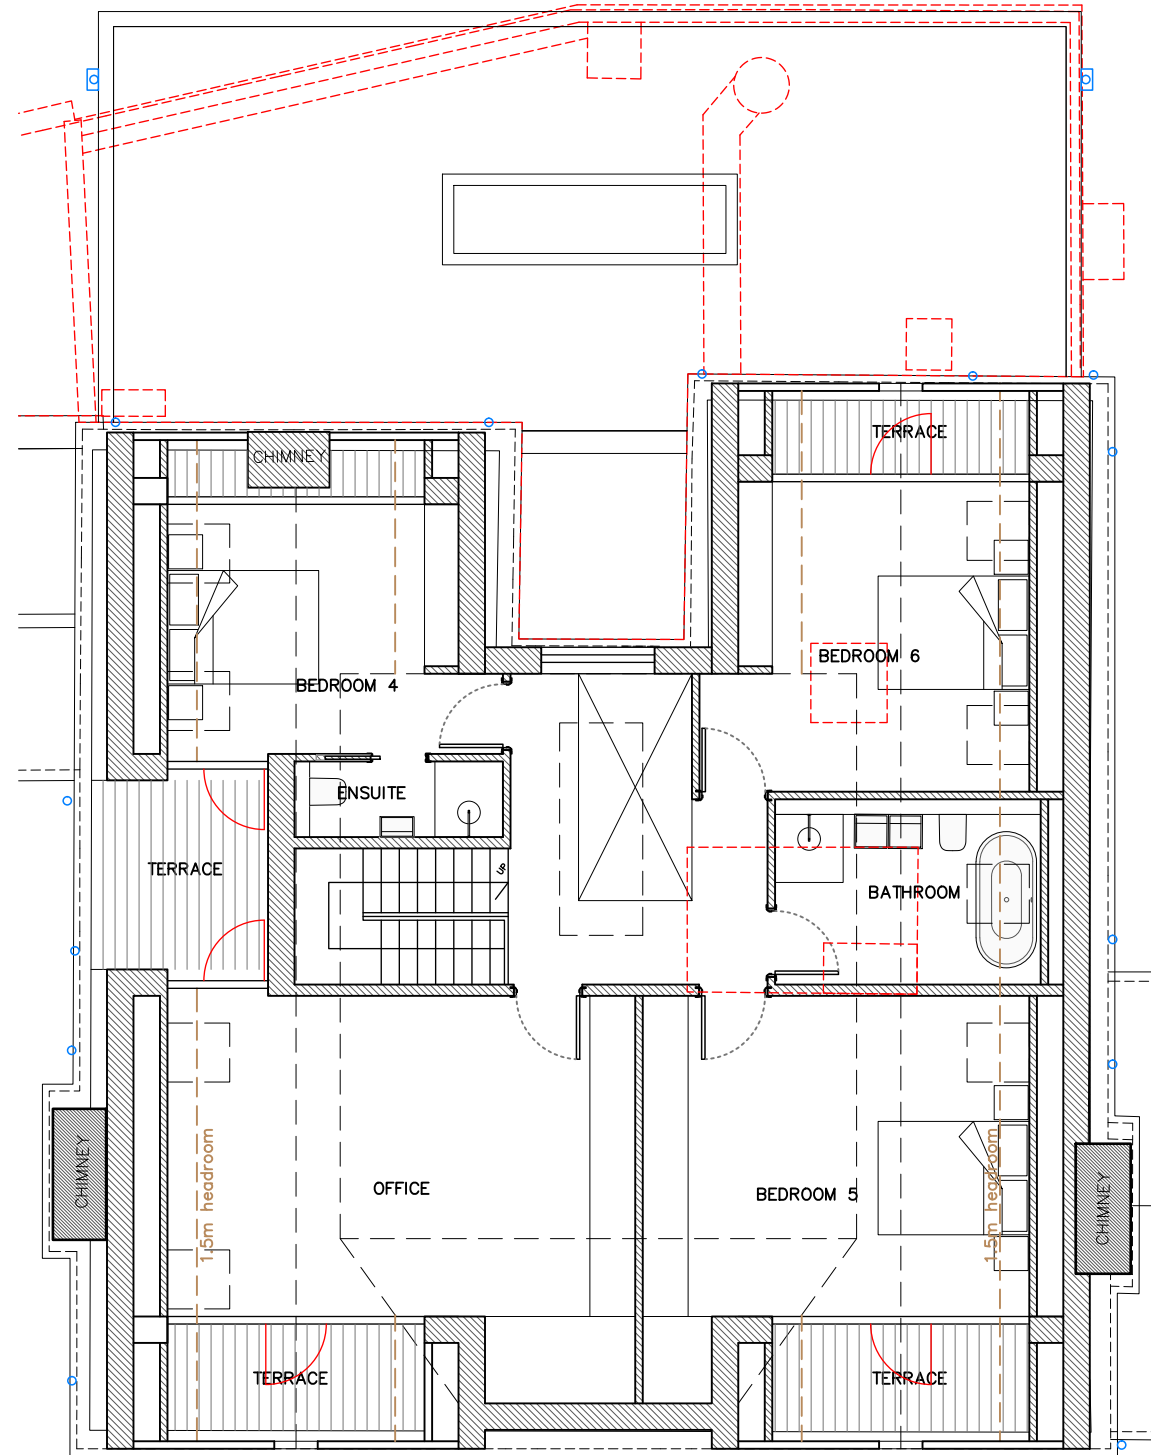 TERRACE
CHIMNEY
BEDROOM 6
BEDROOM 4
ENSUITE
TERRACE
UP
BATHROOM
CHIMNEY
1.5m headroom
OFFICE
BEDROOM 5
1.5m headroom
CHIMNEY
TERRACE
TERRACE